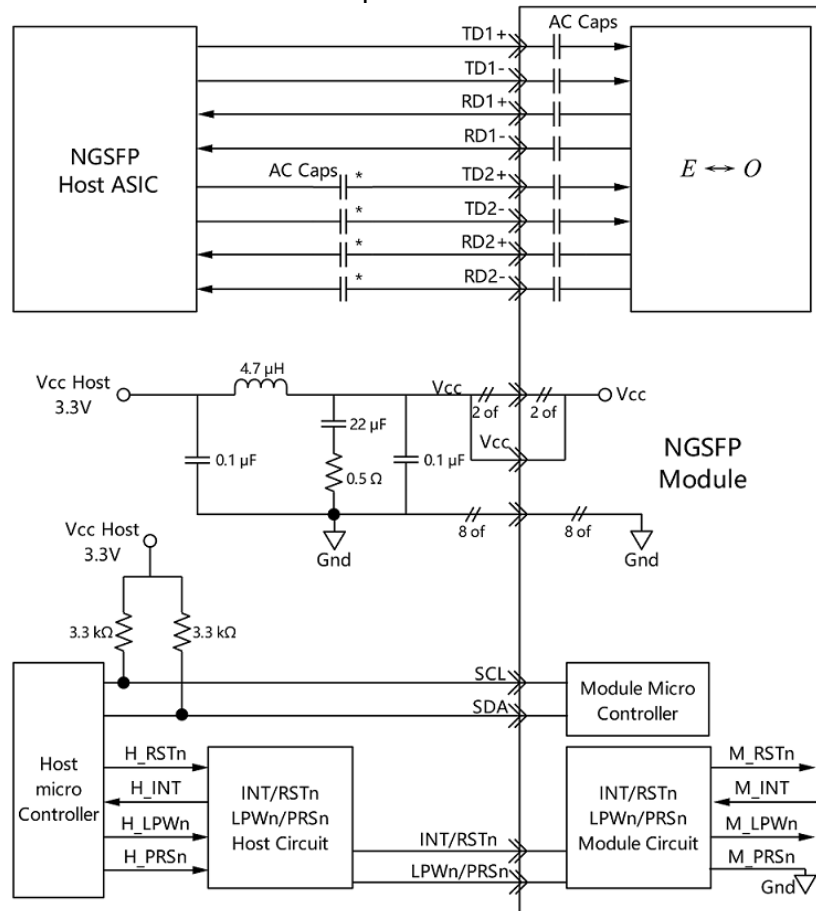 TD1+
AC Caps
TD1-
RD1+
RD1-
NGSFP
Host ASIC
AC Caps
*
TD2+
*
TD2-
*
RD2+
*
RD2-
E ↔ O
4.7 μH
Vcc Host
3.3V
Vcc
2 of
2 of
Vcc
22 μF
Vcc
0.1 μF
0.5 Ω
0.1 μF
NGSFP
Module
8 of
8 of
Gnd
Gnd
Vcc Host
3.3V
3.3 kΩ
3.3 kΩ
SCL
SDA
Module Micro
Controller
Host
micro
Controller
H_RSTn
H_INT
H_LPWn
H_PRSn
INT/RSTn
LPWn/PRSn
Host Circuit
INT/RSTn
LPWn/PRSn
INT/RSTn
LPWn/PRSn
Module Circuit
M_RSTn
M_INT
M_LPWn
M_PRSn
Gnd